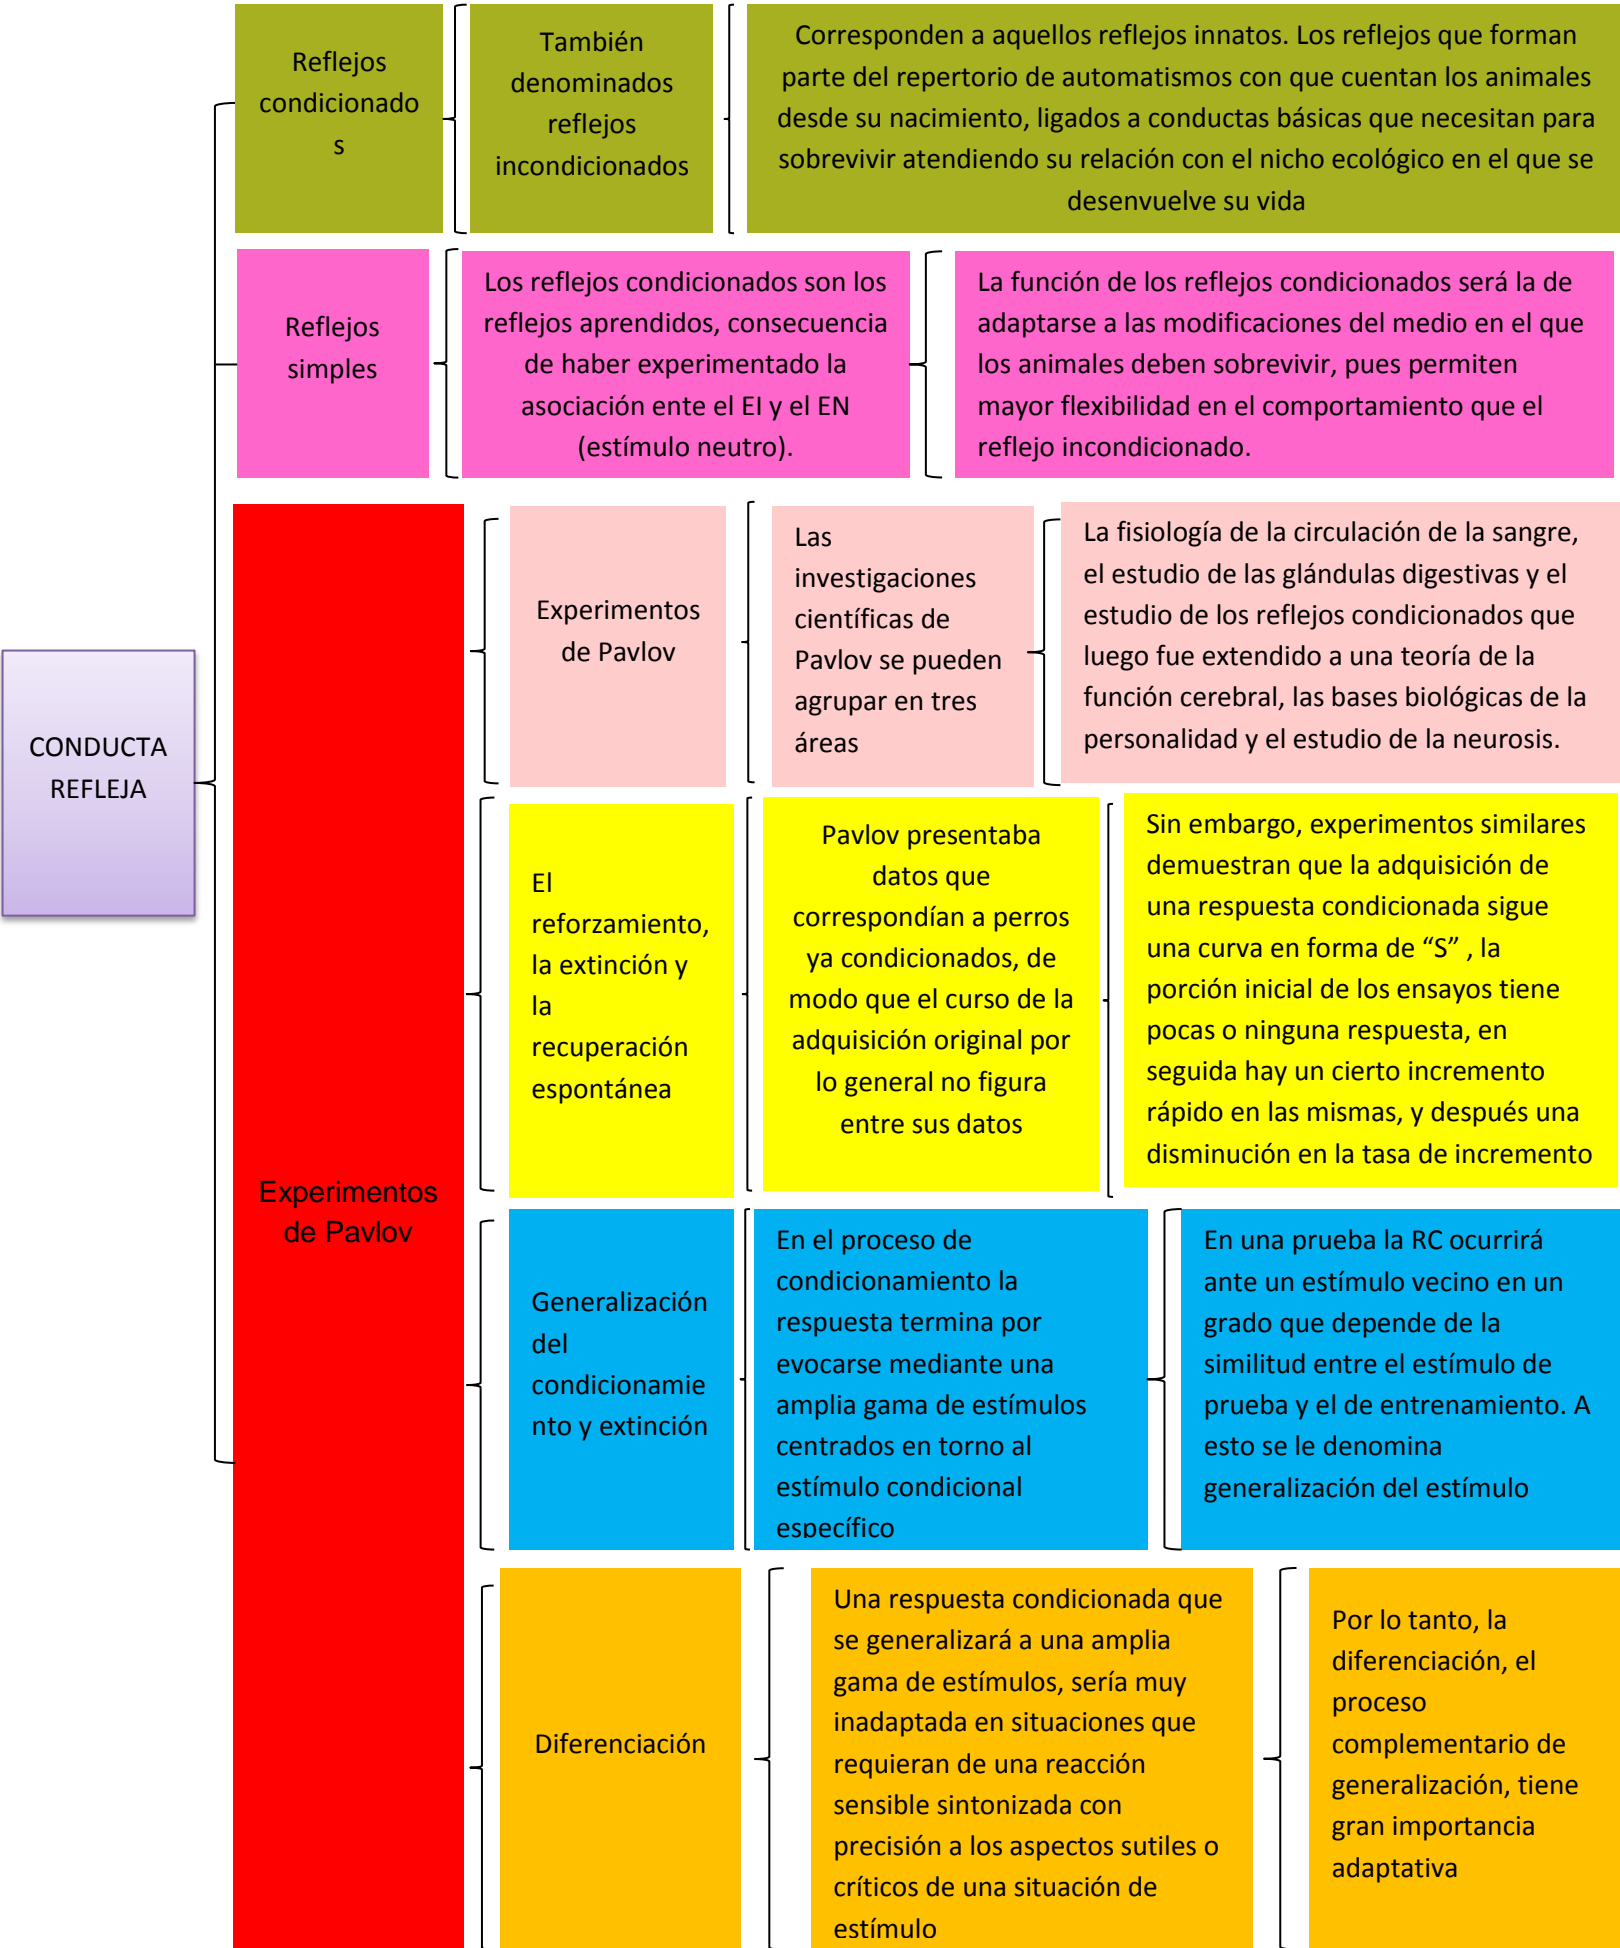 CONDUCTA
REFLEJA
Reflejos
condicionado
s
También
denominados
reflejos
incondicionados
Corresponden a aquellos reflejos innatos. Los reflejos que forman
parte del repertorio de automatismos con que cuentan los animales
desde su nacimiento, ligados a conductas básicas que necesitan para
sobrevivir atendiendo su relación con el nicho ecológico en el que se
desenvuelve su vida
Reflejos
simples
Los reflejos condicionados son los
reflejos aprendidos, consecuencia
de haber experimentado la
asociación ente el EI y el EN
(estímulo neutro).
La función de los reflejos condicionados será la de
adaptarse a las modificaciones del medio en el que
los animales deben sobrevivir, pues permiten
mayor flexibilidad en el comportamiento que el
reflejo incondicionado.
Experimentos
de Pavlov
Experimentos
de Pavlov
Las
investigaciones
científicas de
Pavlov se pueden
agrupar en tres
áreas
La fisiología de la circulación de la sangre,
el estudio de las glándulas digestivas y el
estudio de los reflejos condicionados que
luego fue extendido a una teoría de la
función cerebral, las bases biológicas de la
personalidad y el estudio de la neurosis.
El
reforzamiento,
la extinción y
la
recuperación
espontánea
Pavlov presentaba
datos que
correspondían a perros
ya condicionados, de
modo que el curso de la
adquisición original por
lo general no figura
entre sus datos
Sin embargo, experimentos similares
demuestran que la adquisición de
una respuesta condicionada sigue
una curva en forma de “S” , la
porción inicial de los ensayos tiene
pocas o ninguna respuesta, en
seguida hay un cierto incremento
rápido en las mismas, y después una
disminución en la tasa de incremento
Generalización
del
condicionamie
nto y extinción
En el proceso de
condicionamiento la
respuesta termina por
evocarse mediante una
amplia gama de estímulos
centrados en torno al
estímulo condicional
específico
En una prueba la RC ocurrirá
ante un estímulo vecino en un
grado que depende de la
similitud entre el estímulo de
prueba y el de entrenamiento. A
esto se le denomina
generalización del estímulo
Diferenciación
Una respuesta condicionada que
se generalizará a una amplia
gama de estímulos, sería muy
inadaptada en situaciones que
requieran de una reacción
sensible sintonizada con
precisión a los aspectos sutiles o
críticos de una situación de
estímulo
Por lo tanto, la
diferenciación, el
proceso
complementario de
generalización, tiene
gran importancia
adaptativa